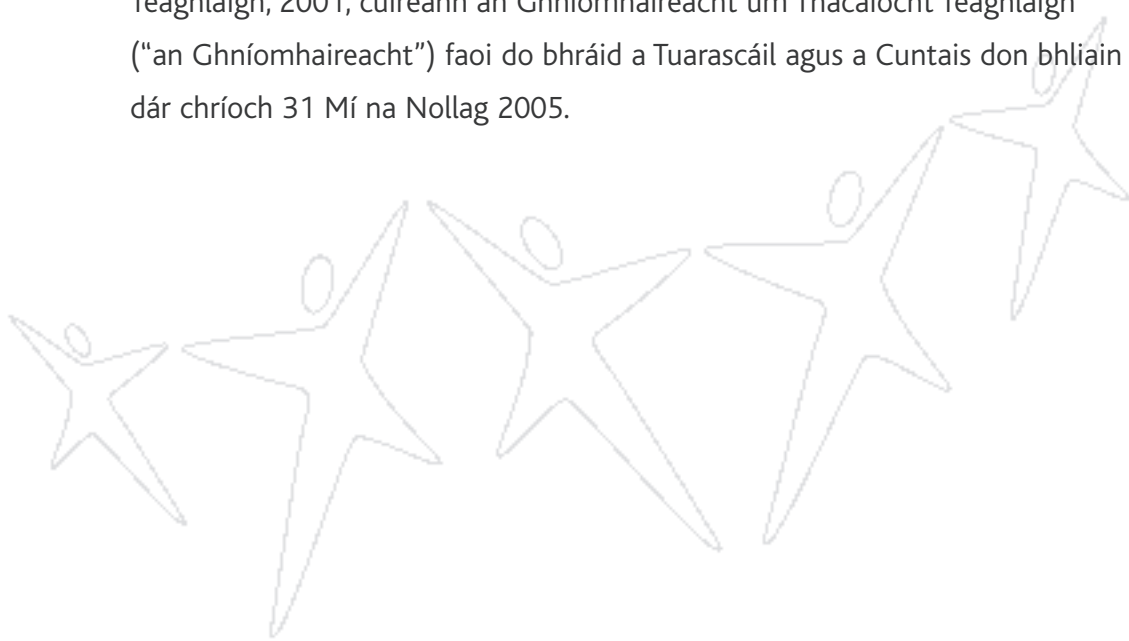 Teaghlaigh, 2001, cuireann an Ghníomhaireacht um Thacaíocht Teaghlaigh
(“an Ghníomhaireacht”) faoi do bhráid a Tuarascáil agus a Cuntais don bhliain
dár chríoch 31 Mí na Nollag 2005.